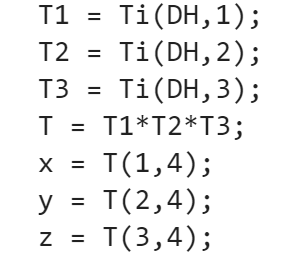 T1 = Ti(DH,1);
T2 = Ti(DH,2);
T3 = Ti(DH,3);
T = T1*T2*T3;
x = T(1,4);
y = T(2,4);
z = T(3,4);